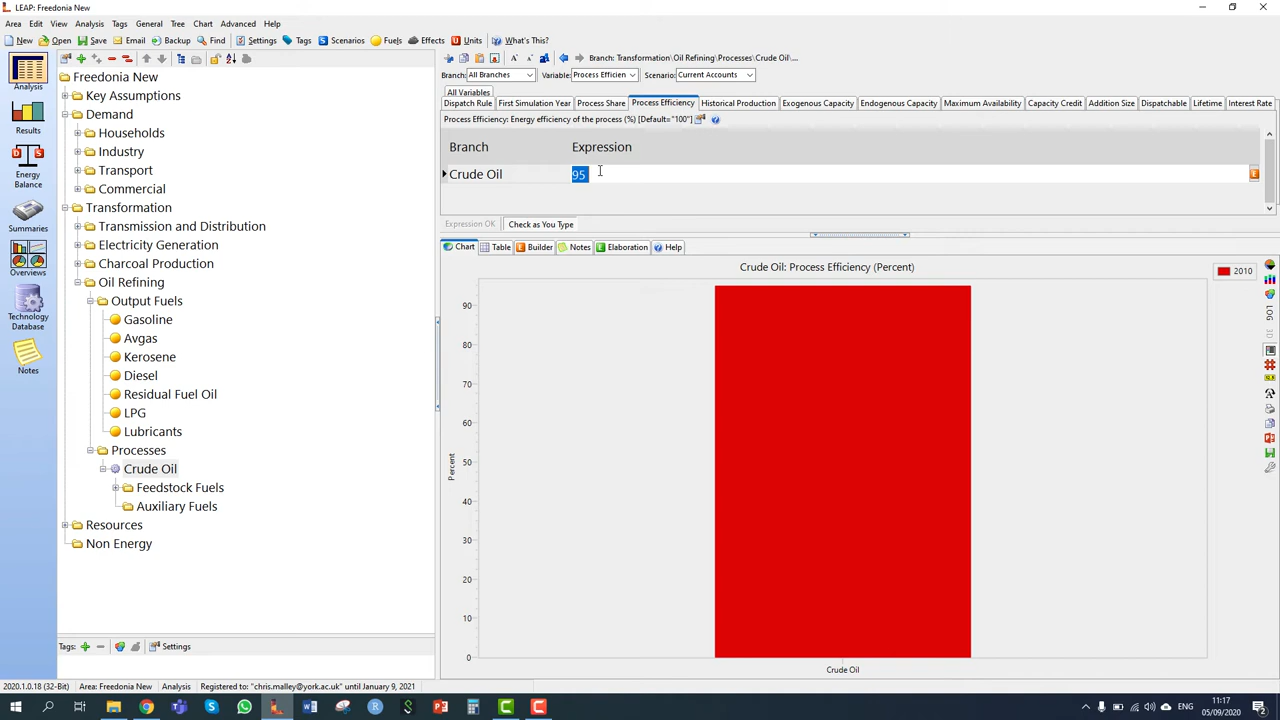 LEAP: Freedonia New
Area Edit View Analysis Tags General Tree Chart Advanced Help
New Open Save Email Backup Find Settings Tags Scenarios Fuels Effects Units What's This?
Analysis
Results
Energy
Balance
Summaries
Overviews
Technology
Database
Notes
Freedonia New
Key Assumptions
Demand
Households
Industry
Transport
Commercial
Transformation
Transmission and Distribution
Electricity Generation
Charcoal Production
Oil Refining
Output Fuels
Gasoline
Avgas
Kerosene
Diesel
Residual Fuel Oil
LPG
Lubricants
Processes
Crude Oil
Feedstock Fuels
Auxiliary Fuels
Resources
Non Energy
Tags: Settings
Branch: Transformation\Oil Refining\Processes\Crude Oil\...
Branch: All Branches Variable: Process Efficien Scenario: Current Accounts
All Variables
Dispatch Rule First Simulation Year Process Share Process Efficiency Historical Production Exogenous Capacity Endogenous Capacity Maximum Availability Capacity Credit Addition Size Dispatchable Lifetime Interest Rate
Process Efficiency: Energy efficiency of the process (%) [Default="100"]
Branch Expression
Crude Oil 95 E
Expression OK Check as You Type
Chart Table Builder Notes Elaboration Help
Crude Oil: Process Efficiency (Percent)
2010
LOG
3D
Percent
90
80
70
60
50
40
30
20
10
0
Crude Oil
2020.1.0.18 (32-Bit) Area: Freedonia New Analysis Registered to: "chris.malley@york.ac.uk" until January 9, 2021
ENG
11:17
05/09/2020
2